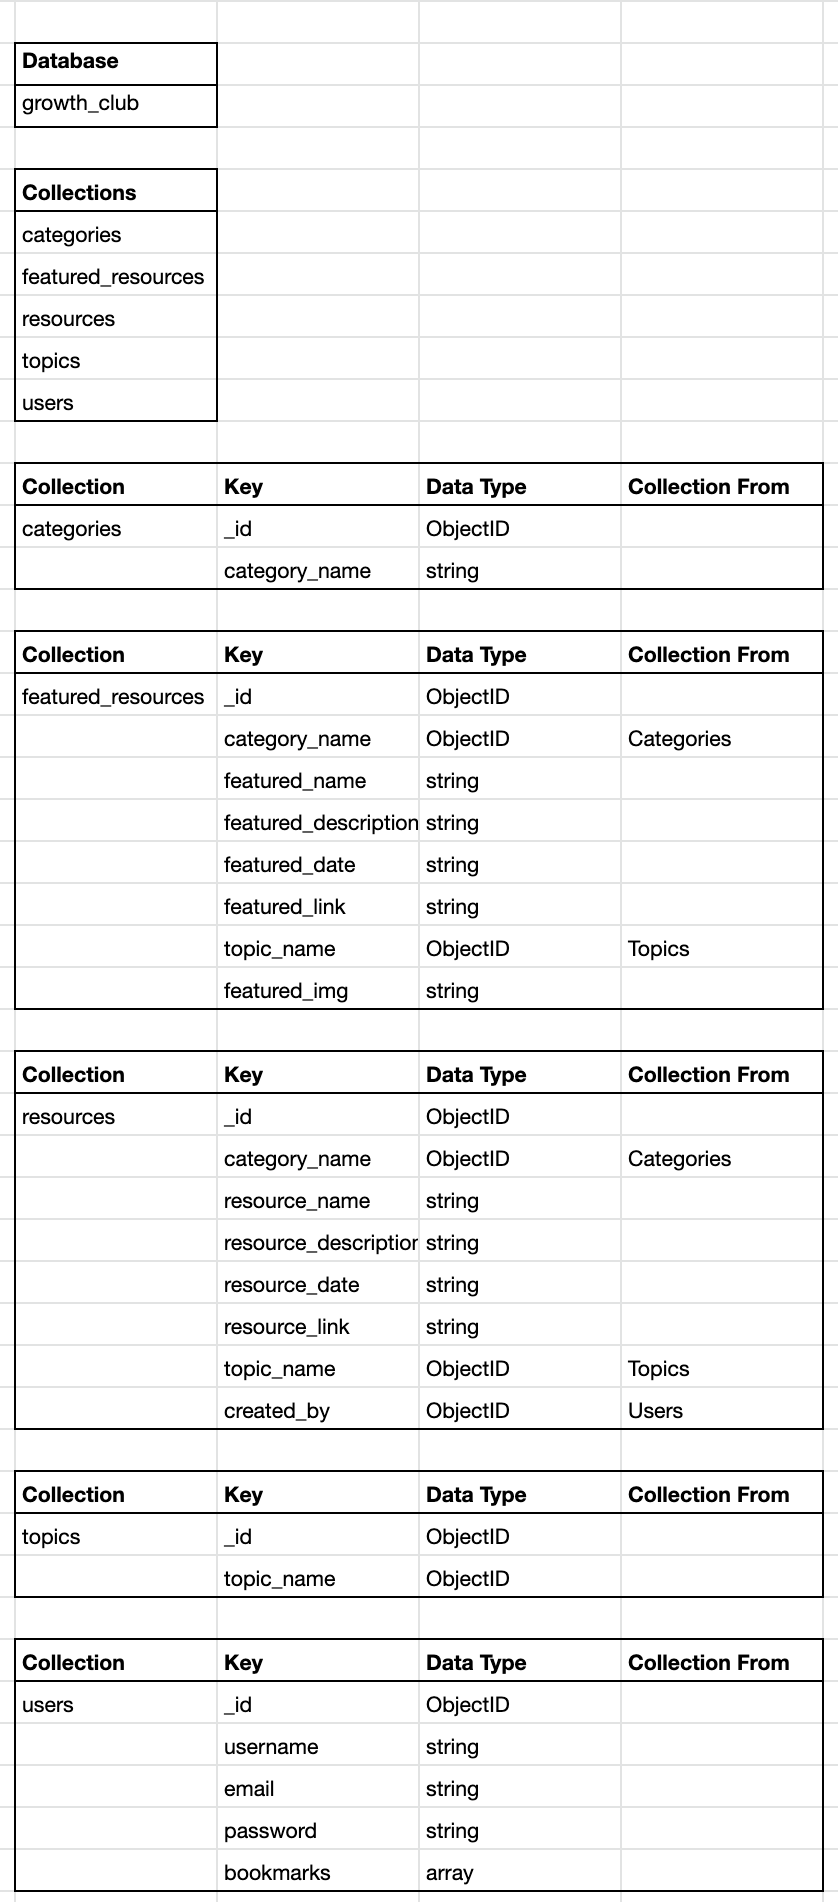 Database
growth_club
Collections
categories
featured_resources
resources
topics
users
Collection Key Data Type Collection From
categories _id ObjectID
category_name string
Collection Key Data Type Collection From
featured_resources _id ObjectID
category_name ObjectID Categories
featured_name string
featured_description string
featured_date string
featured_link string
topic_name ObjectID Topics
featured_img string
Collection Key Data Type Collection From
resources _id ObjectID
category_name ObjectID Categories
resource_name string
resource_description string
resource_date string
resource_link string
topic_name ObjectID Topics
created_by ObjectID Users
Collection Key Data Type Collection From
topics _id ObjectID
topic_name ObjectID
Collection Key Data Type Collection From
users _id ObjectID
username string
email string
password string
bookmarks array